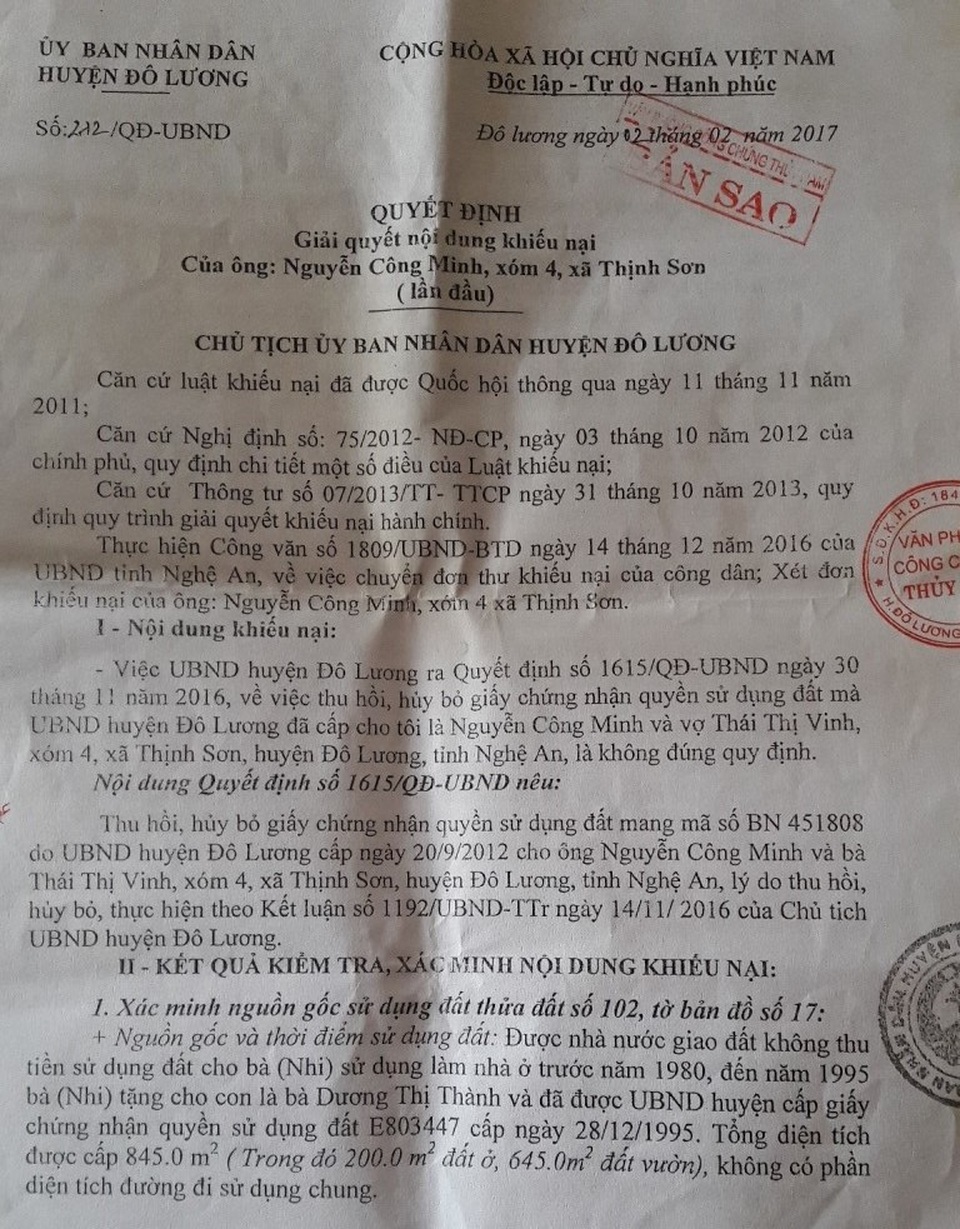 ỦY BAN NHÂN DÂN
HUYỆN ĐÔ LƯƠNG
CỘNG HÒA XÃ HỘI CHỦ NGHĨA VIỆT NAM
Độc lập - Tự do - Hạnh phúc
Số:212/QĐ-UBND
Đô lương ngày 02 tháng 02 năm 2017
BẢN SAO
QUYẾT ĐỊNH
Giải quyết nội dung khiếu nại
Của ông: Nguyễn Công Minh, xóm 4, xã Thịnh Sơn
( lần đầu)
CHỦ TỊCH ỦY BAN NHÂN DÂN HUYỆN ĐÔ LƯƠNG
Căn cứ luật khiếu nại đã được Quốc hội thông qua ngày 11 tháng 11 năm
2011;
Căn cứ Nghị định số: 75/2012- NĐ-CP, ngày 03 tháng 10 năm 2012 của
chính phủ, quy định chi tiết một số điều của Luật khiếu nại;
Căn cứ Thông tư số 07/2013/TT- TTCP ngày 31 tháng 10 năm 2013, quy
định quy trình giải quyết khiếu nại hành chính.
Thực hiện Công văn số 1809/UBND-BTD ngày 14 tháng 12 năm 2016 của
UBND tỉnh Nghệ An, về việc chuyển đơn thư khiếu nại của công dân; Xét đơn
khiếu nại của ông: Nguyễn Công Minh, xóm 4 xã Thịnh Sơn.
S.Đ.K.H.Đ: 184
VĂN PH
CÔNG C
THỦY
H.ĐÔ LƯƠNG
I - Nội dung khiếu nại:
- Việc UBND huyện Đô Lương ra Quyết định số 1615/QĐ-UBND ngày 30
tháng 11 năm 2016, về việc thu hồi, hủy bỏ giấy chứng nhận quyền sử dụng đất mà
UBND huyện Đô Lương đã cấp cho tôi là Nguyễn Công Minh và vợ Thái Thị Vinh,
xóm 4, xã Thịnh Sơn, huyện Đô Lương, tỉnh Nghệ An, là không đúng quy định.
Nội dung Quyết định số 1615/QĐ-UBND nêu:
Thu hồi, hủy bỏ giấy chứng nhận quyền sử dụng đất mang mã số BN 451808
do UBND huyện Đô Lương cấp ngày 20/9/2012 cho ông Nguyễn Công Minh và bà
Thái Thị Vinh, xóm 4, xã Thịnh Sơn, huyện Đô Lương, tỉnh Nghệ An, lý do thu hồi,
hủy bỏ, thực hiện theo Kết luận số 1192/UBND-TTr ngày 14/11/ 2016 của Chủ tich
UBND huyện Đô Lương.
II - KẾT QUẢ KIỂM TRA, XÁC MINH NỘI DUNG KHIẾU NẠI:
1. Xác minh nguồn gốc sử dụng đất thửa đất số 102, tờ bản đồ số 17:
+ Nguồn gốc và thời điểm sử dụng đất: Được nhà nước giao đất không thu
tiền sử dụng đất cho bà (Nhi) sử dụng làm nhà ở trước năm 1980, đến năm 1995
bà (Nhi) tặng cho con là bà Dương Thị Thành và đã được UBND huyện cấp giấy
chứng nhận quyền sử dụng đất E803447 cấp ngày 28/12/1995. Tổng diện tích
được cấp 845.0 m² ( Trong đó 200.0 m² đất ở, 645.0m² đất vườn), không có phần
diện tích đường đi sử dụng chung.